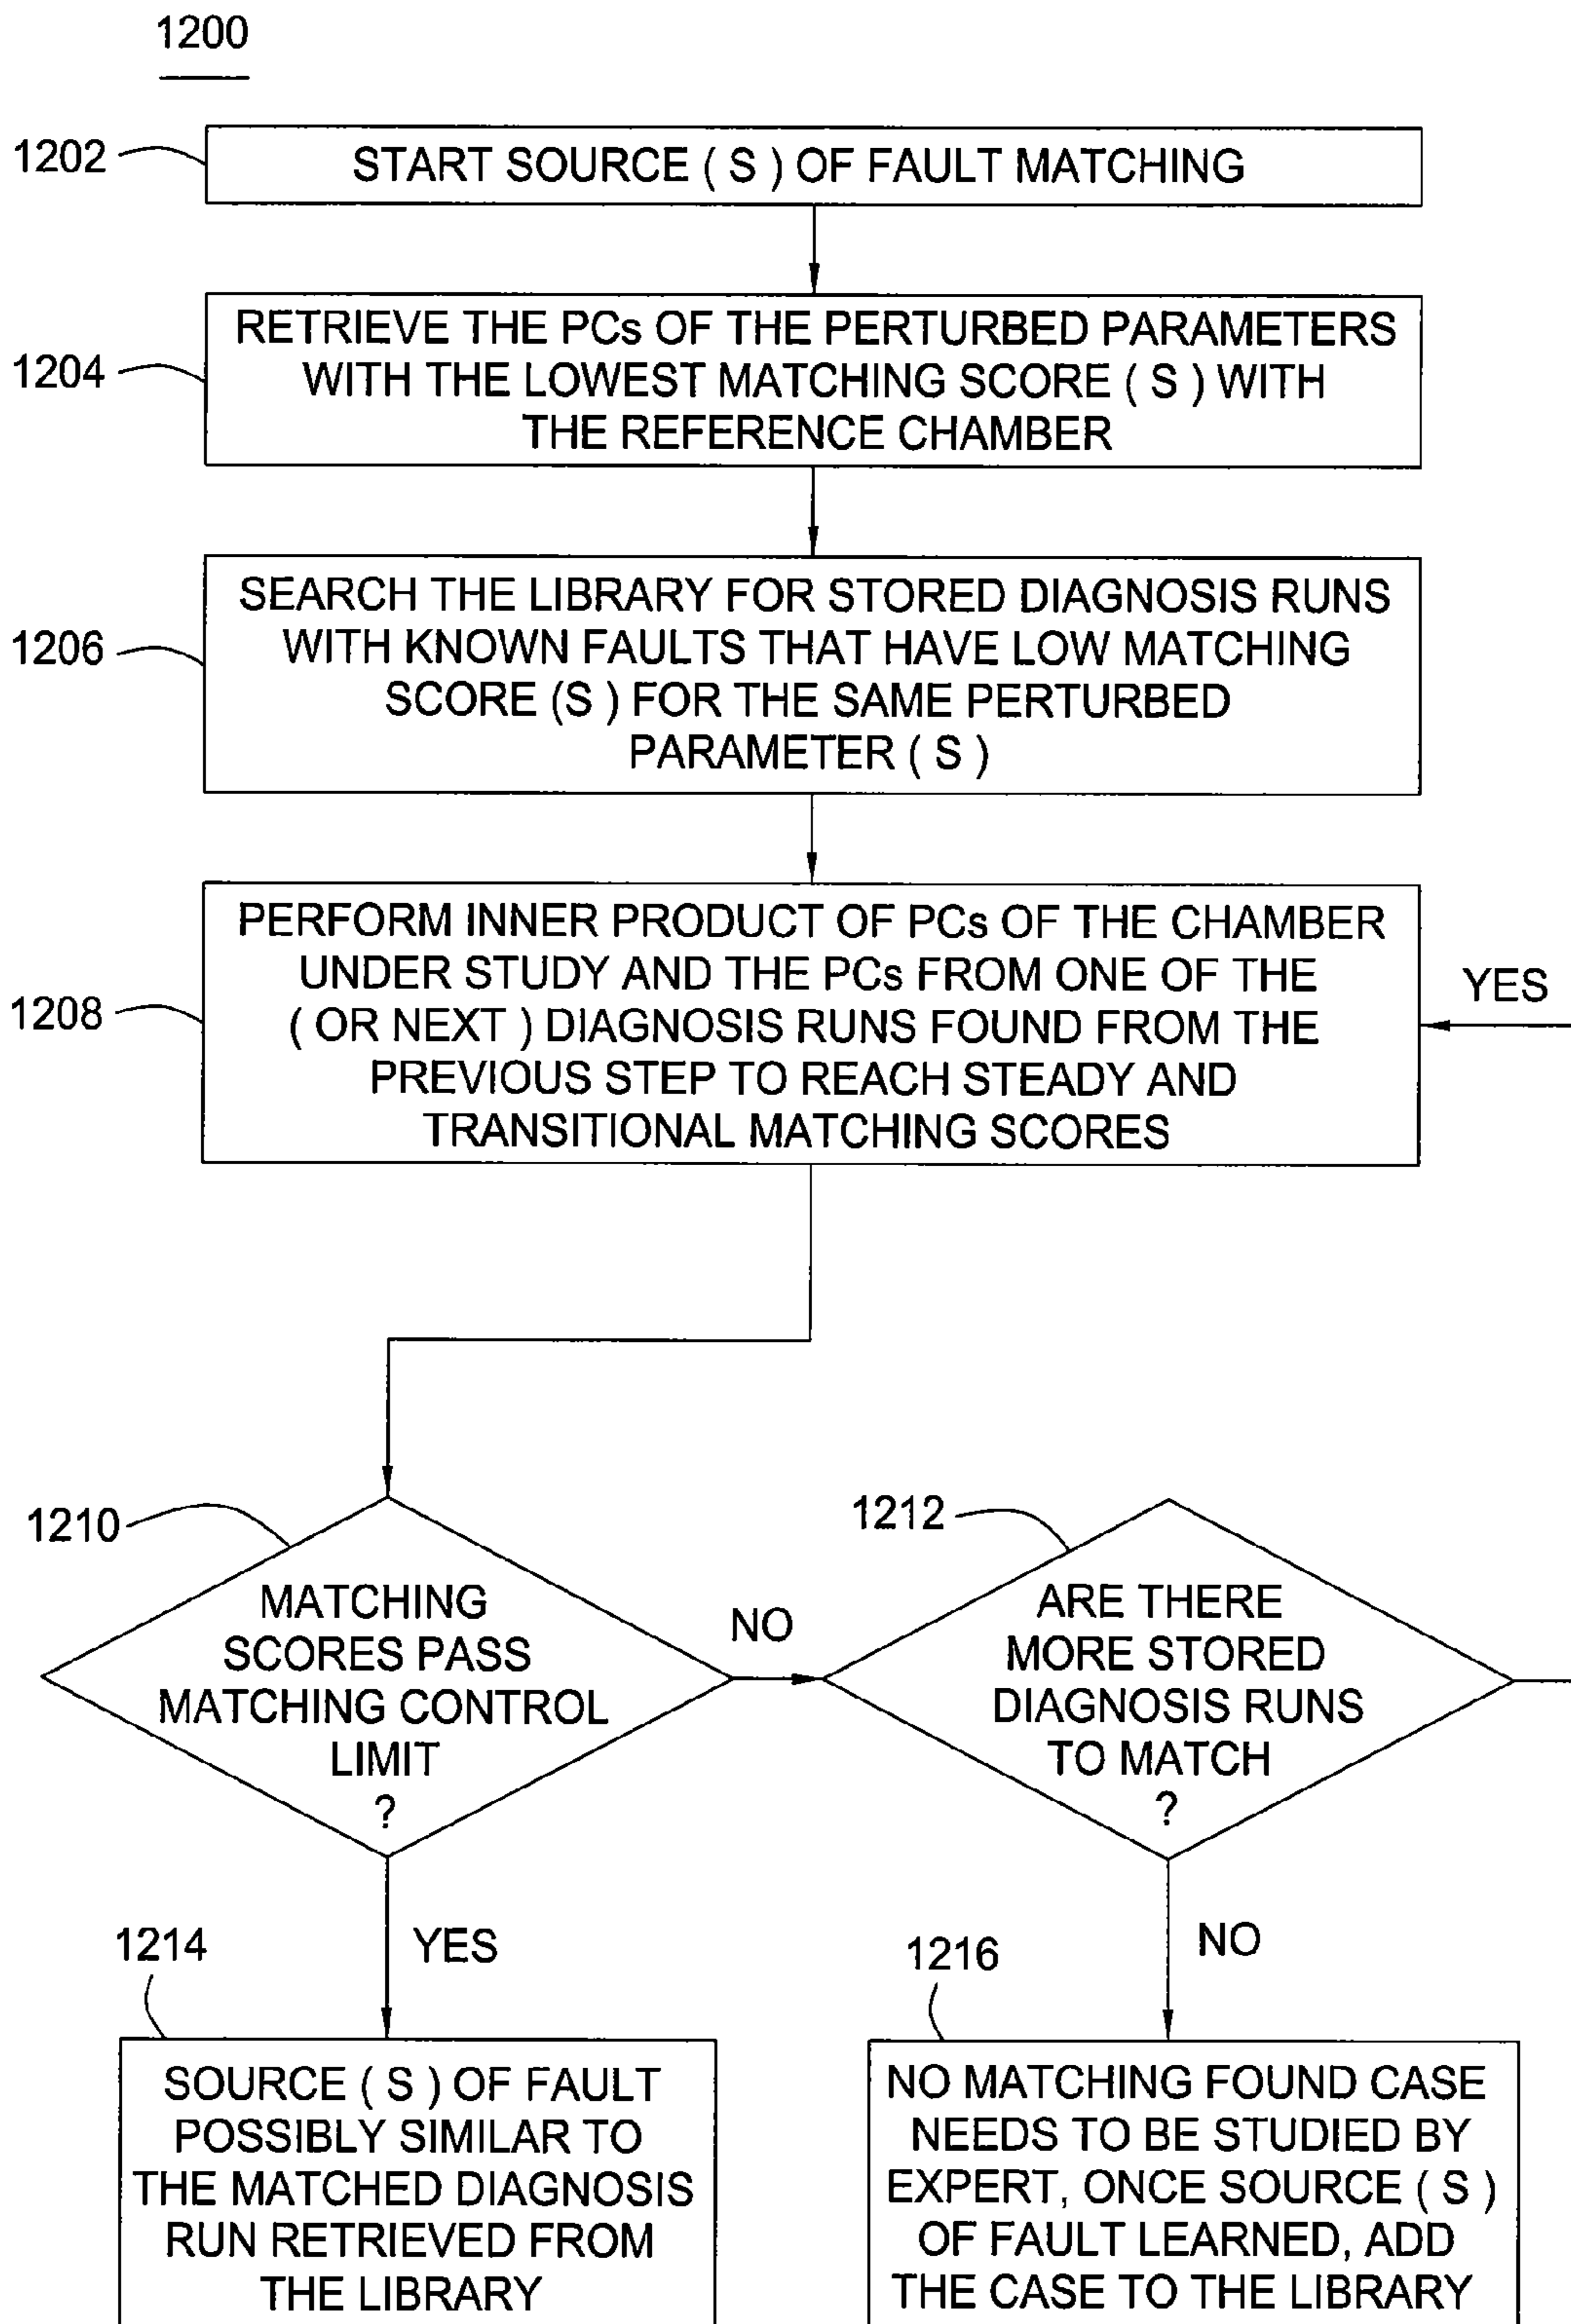 1200
1202
START SOURCE ( S ) OF FAULT MATCHING
1204
RETRIEVE THE PCs OF THE PERTURBED PARAMETERS
WITH THE LOWEST MATCHING SCORE ( S ) WITH
THE REFERENCE CHAMBER
1206
SEARCH THE LIBRARY FOR STORED DIAGNOSIS RUNS
WITH KNOWN FAULTS THAT HAVE LOW MATCHING
SCORE (S ) FOR THE SAME PERTURBED
PARAMETER ( S )
1208
PERFORM INNER PRODUCT OF PCs OF THE CHAMBER
UNDER STUDY AND THE PCs FROM ONE OF THE
( OR NEXT ) DIAGNOSIS RUNS FOUND FROM THE
PREVIOUS STEP TO REACH STEADY AND
TRANSITIONAL MATCHING SCORES
YES
1210
MATCHING
SCORES PASS
MATCHING CONTROL
LIMIT
?
NO
1212
ARE THERE
MORE STORED
DIAGNOSIS RUNS
TO MATCH
?
YES
NO
1214
SOURCE ( S ) OF FAULT
POSSIBLY SIMILAR TO
THE MATCHED DIAGNOSIS
RUN RETRIEVED FROM
THE LIBRARY
1216
NO MATCHING FOUND CASE
NEEDS TO BE STUDIED BY
EXPERT, ONCE SOURCE ( S )
OF FAULT LEARNED, ADD
THE CASE TO THE LIBRARY